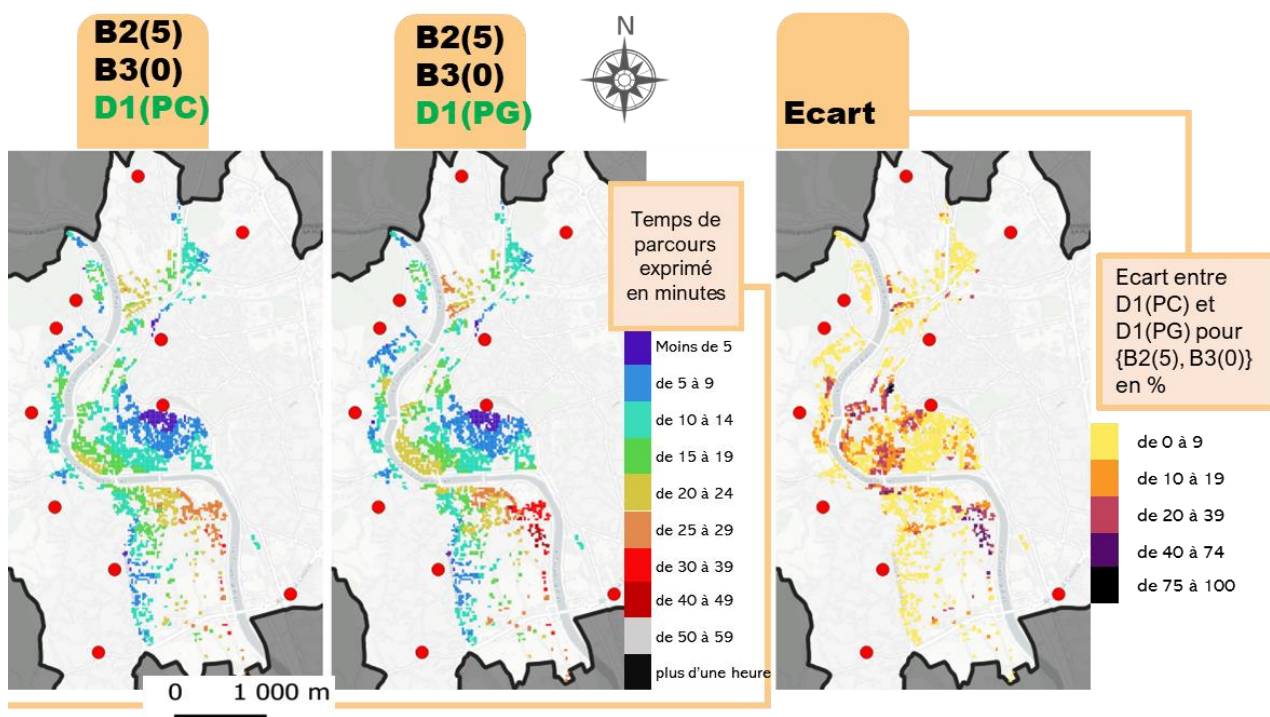 B2(5)
B3(0)
D1(PC)
B2(5)
B3(0)
D1(PG)
N
Ecart
Temps de
parcours
exprimé
en minutes
Moins de 5
de 5 à 9
de 10 à 14
de 15 à 19
de 20 à 24
de 25 à 29
de 30 à 39
de 40 à 49
de 50 à 59
plus d'une heure
Ecart entre
D1(PC) et
D1(PG) pour
{B2(5), B3(0)}
en %
de 0 à 9
de 10 à 19
de 20 à 39
de 40 à 74
de 75 à 100
0 1 000 m